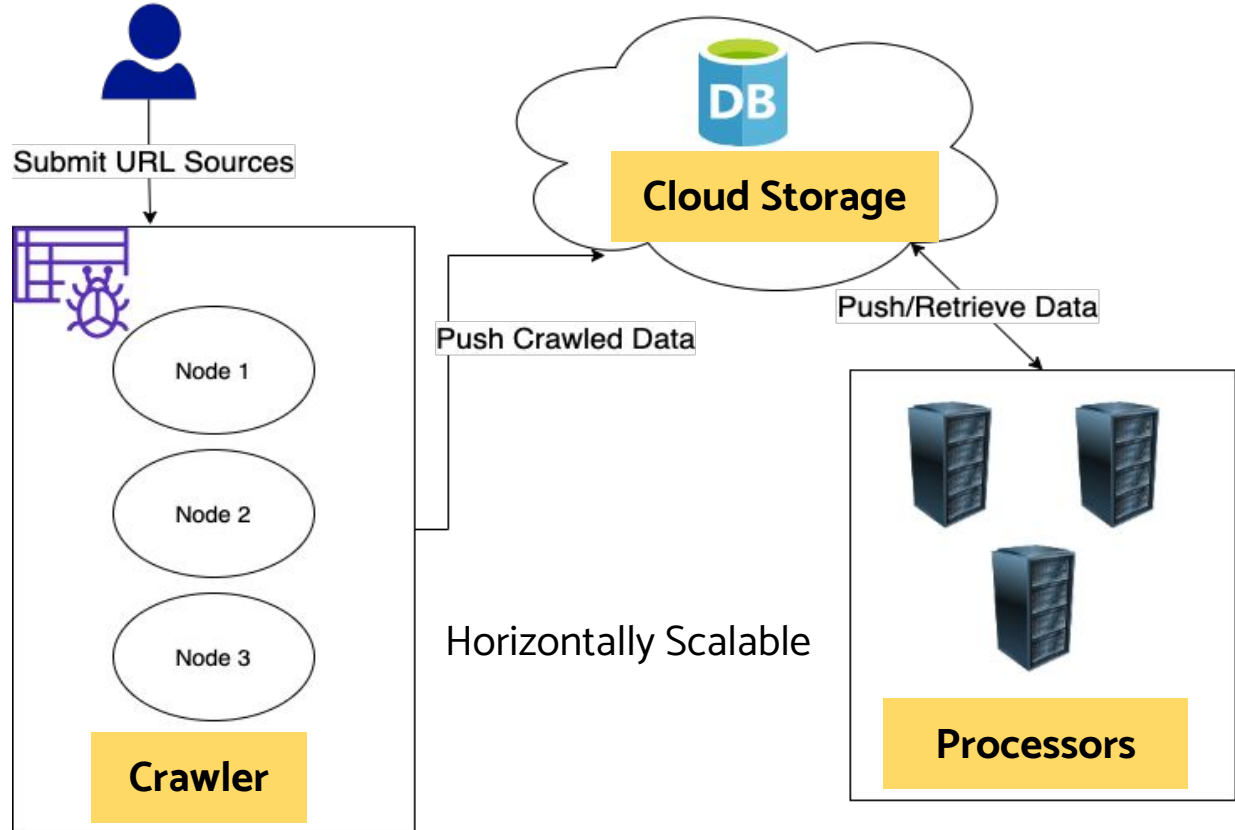 Submit URL Sources
DB
Cloud Storage
Push/Retrieve Data
Push Crawled Data
Node 1
Node 2
Node 3
Horizontally Scalable
Crawler
Processors